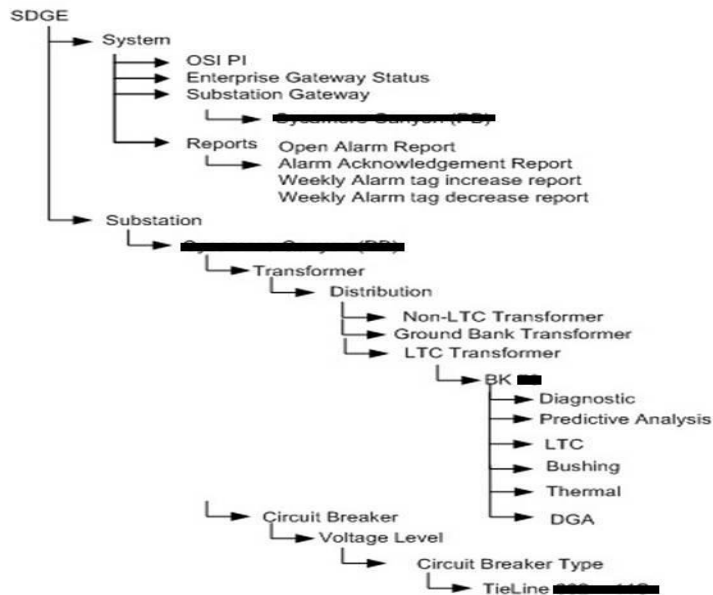 SDGE
System
OSI PI
Enterprise Gateway Status
Substation Gateway
Reports Open Alarm Report
Alarm Acknowledgement Report
Weekly Alarm tag increase report
Weekly Alarm tag decrease report
Substation
Transformer
Distribution
Non-LTC Transformer
Ground Bank Transformer
LTC Transformer
BK
Diagnostic
Predictive Analysis
LTC
Bushing
Thermal
DGA
Circuit Breaker
Voltage Level
Circuit Breaker Type
TieLine